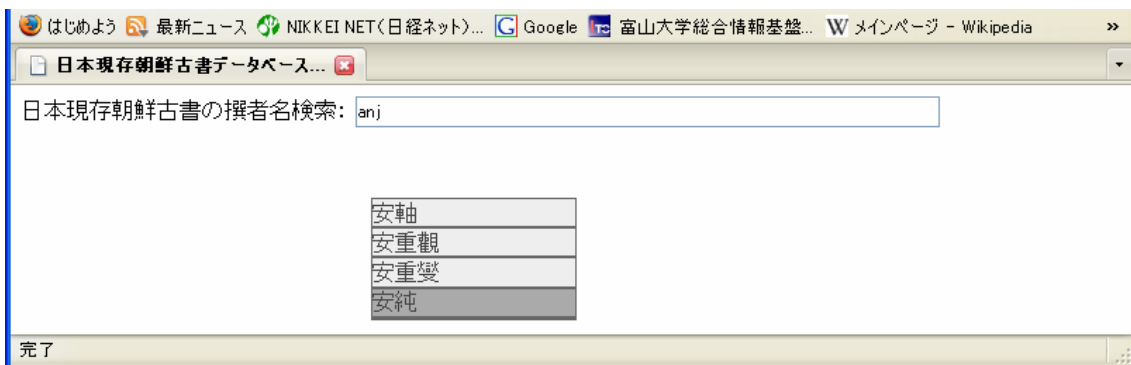 はじめよう 最新ニュース NIKKEI NET(日経ネット)... Google 富山大学総合情報基盤... メインページ - Wikipedia »
日本現存朝鮮古書データベース...
日本現存朝鮮古書の撰者名検索: anj
安軸
安重觀
安重燮
安純
完了